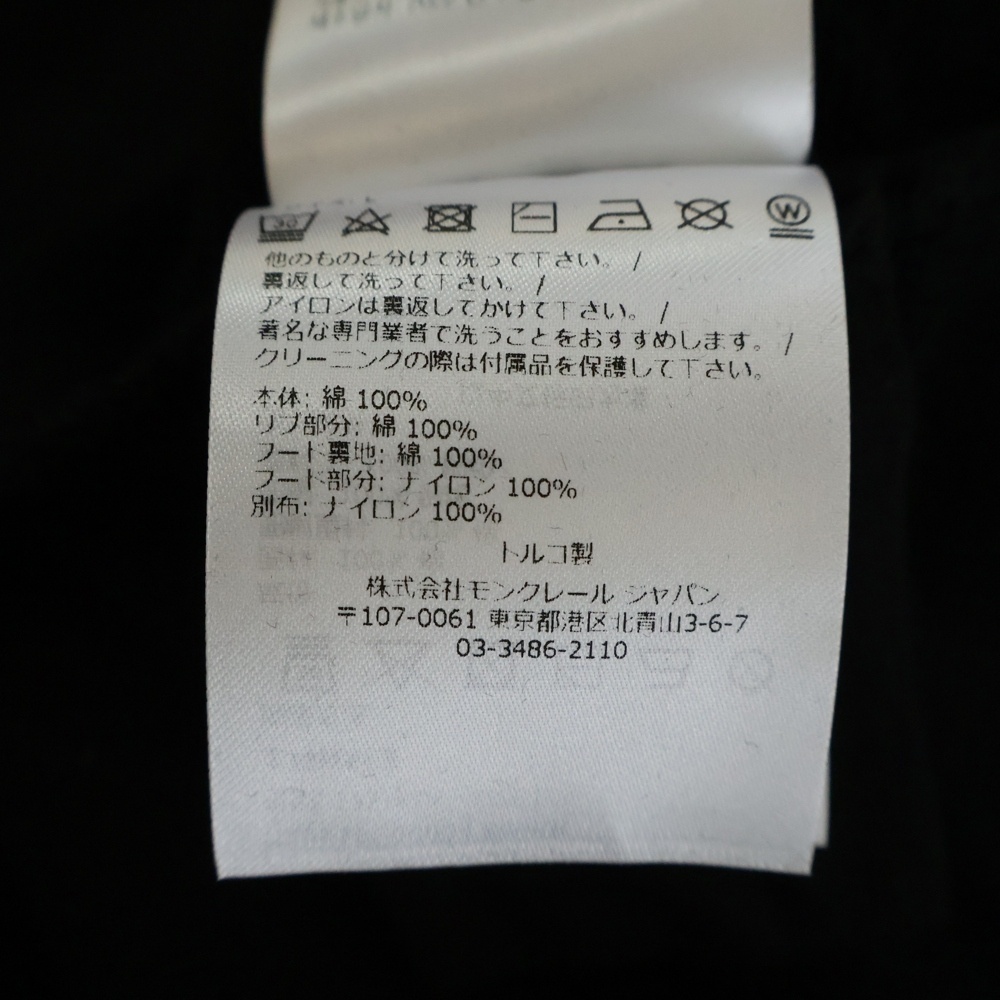 30
W
他のものと分けて洗って下さい。 /
裏返して洗って下さい。 /
アイロンは裏返してかけて下さい。 /
著名な専門業者で洗うことをおすすめします。 /
クリーニングの際は付属品を保護して下さい。
本体: 綿 100%
リブ部分: 綿 100%
フード裏地: 綿 100%
フード部分: ナイロン 100%
別布: ナイロン 100%
トルコ製
株式会社モンクレール ジャパン
〒107-0061 東京都港区北青山3-6-7
03-3486-2110